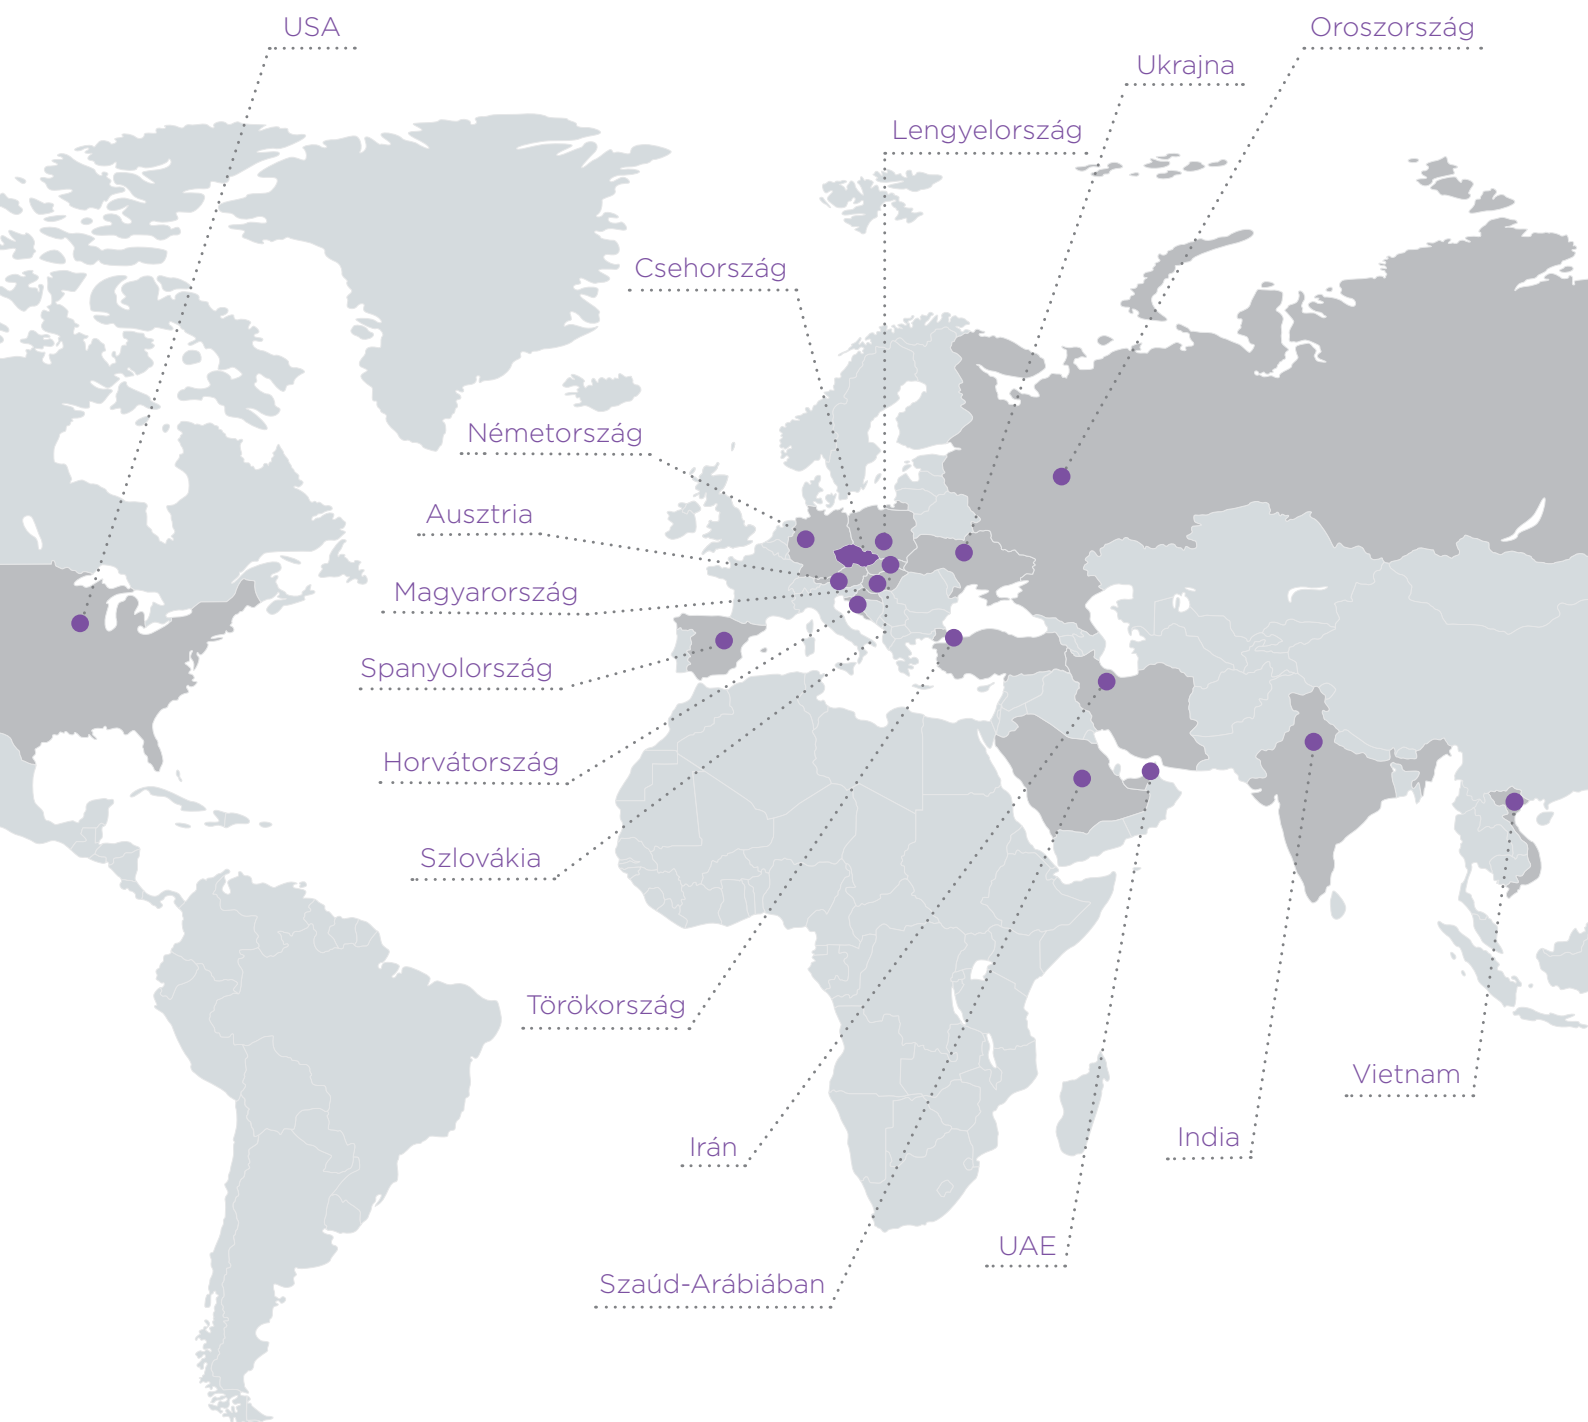 USA
Oroszország
Ukrajna
Lengyelország
Csehország
Németország
Ausztria
Magyarország
Spanyolország
Horvátország
Szlovákia
Törökország
Vietnam
India
Irán
UAE
Szaúd-Arábiában